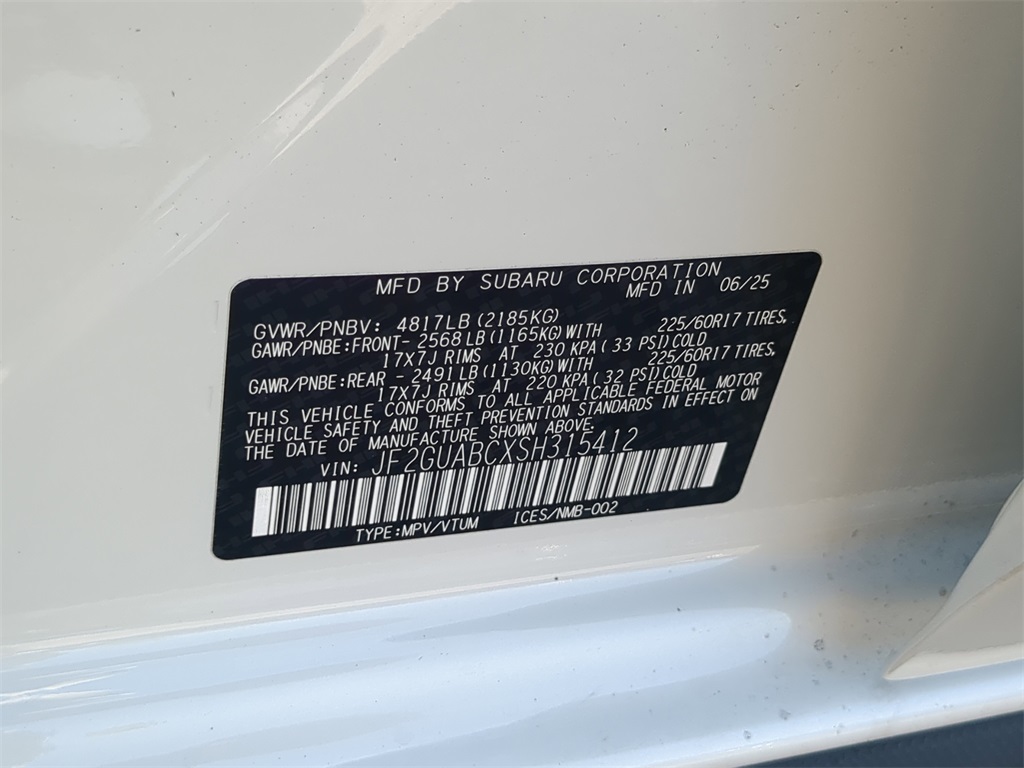 MFD BY SUBARU CORPORATION
MFD IN 06/25
GVWR/PNBV: 4817LB (2185KG)
GAWR/PNBE:FRONT- 2568LB(1165KG)WITH 225/60R17 TIRES,
17X7J RIMS AT 230 KPA( 33 PSI)COLD
GAWR/PNBE:REAR - 2491LB(1130KG)WITH 225/60R17 TIRES,
17X7J RIMS AT 220 KPA( 32 PSI)COLD
THIS VEHICLE CONFORMS TO ALL APPLICABLE FEDERAL MOTOR
VEHICLE SAFETY AND THEFT PREVENTION STANDARDS IN EFFECT ON
THE DATE OF MANUFACTURE SHOWN ABOVE.
VIN: JF2GUABCXSH315412
TYPE:MPV/VTUM ICES/NMB-002